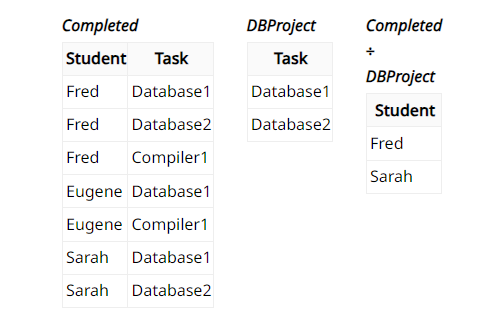 Completed
Student Task
Fred Database1
Fred Database2
Fred Compiler1
Eugene Database1
Eugene Compiler1
Sarah Database1
Sarah Database2
DBProject
Task
Database1
Database2
Completed
÷
DBProject
Student
Fred
Sarah